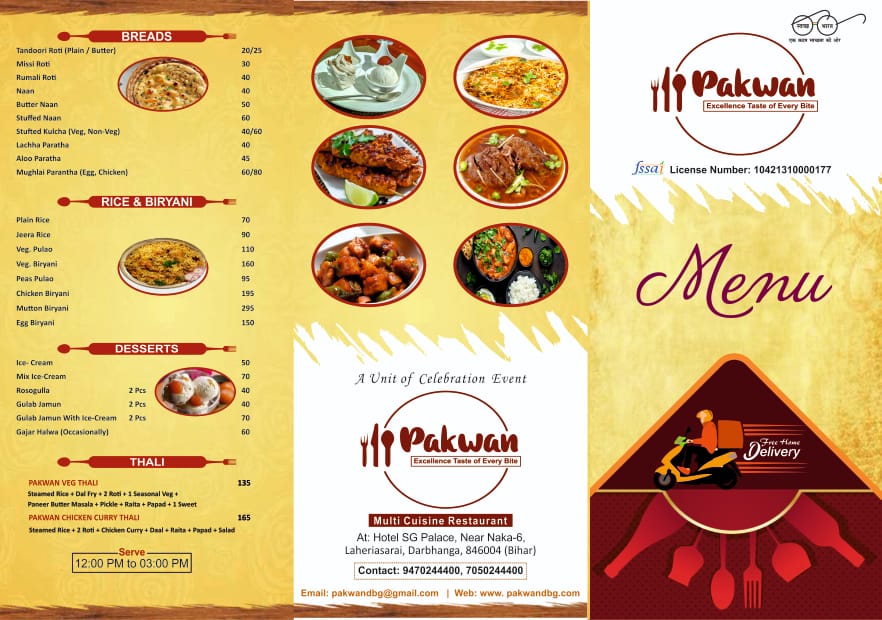 BREADS
Tandoori Roti (Plain / Butter) 20/25
Missi Roti 30
Rumali Roti 40
Naan 40
Butter Naan 50
Stuffed Naan 60
Stufted Kulcha (Veg, Non-Veg) 40/60
Lachha Paratha 40
Aloo Paratha 45
Mughlai Parantha (Egg, Chicken) 60/80
RICE & BIRYANI
Plain Rice 70
Jeera Rice 90
Veg. Pulao 110
Veg. Biryani 160
Peas Pulao 95
Chicken Biryani 195
Mutton Biryani 295
Egg Biryani 150
DESSERTS
Ice- Cream 50
Mix Ice-Cream 70
Rosogulla 2 Pcs 40
Gulab Jamun 2 Pcs 40
Gulab Jamun With Ice-Cream 2 Pcs 70
Gajar Halwa (Occasionally) 60
THALI
PAKWAN VEG THALI 135
Steamed Rice + Dal Fry + 2 Roti + 1 Seasonal Veg +
Paneer Butter Masala + Pickle + Raita + Papad + 1 Sweet
PAKWAN CHICKEN CURRY THALI 165
Steamed Rice + 2 Roti + Chicken Curry + Daal + Raita + Papad + Salad
Serve
12:00 PM to 03:00 PM
A Unit of Celebration Event
Pakwan
Excellence Taste of Every Bite
Multi Cuisine Restaurant
At: Hotel SG Palace, Near Naka-6,
Laheriasarai, Darbhanga, 846004 (Bihar)
Contact: 9470244400, 7050244400
Email: pakwandbg@gmail.com | Web: www. pakwandbg.com
स्वच्छ भारत
एक कदम स्वच्छता की ओर
Pakwan
Excellence Taste of Every Bite
fssai License Number: 10421310000177
Menu
Free Home
Delivery